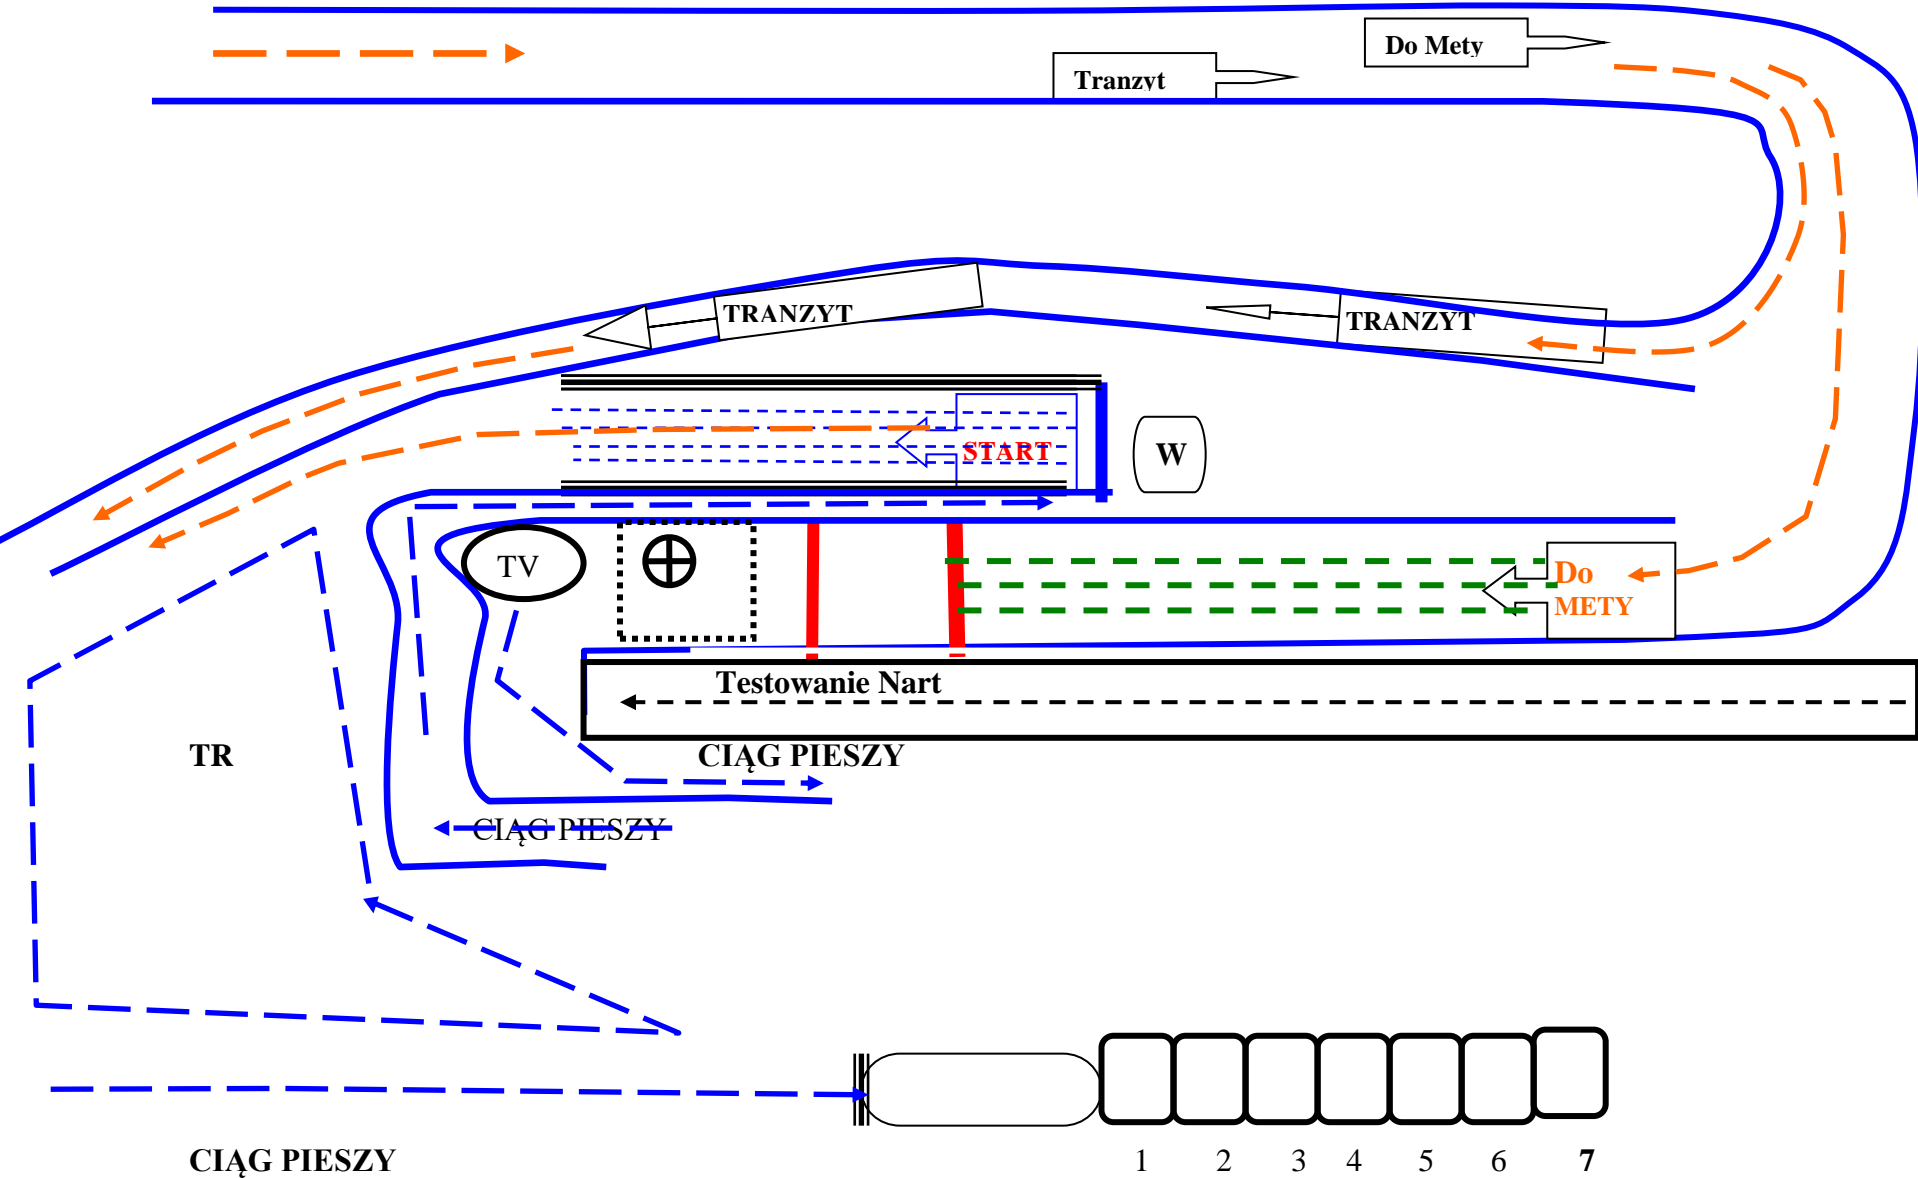 Do Mety
Tranzyt
TRANZYT
TRANZYT
START
W
TV
Do
METY
Testowanie Nart
TR
CIĄG PIESZY
CIĄG PIESZY
CIĄG PIESZY
1 2 3 4 5 6 7